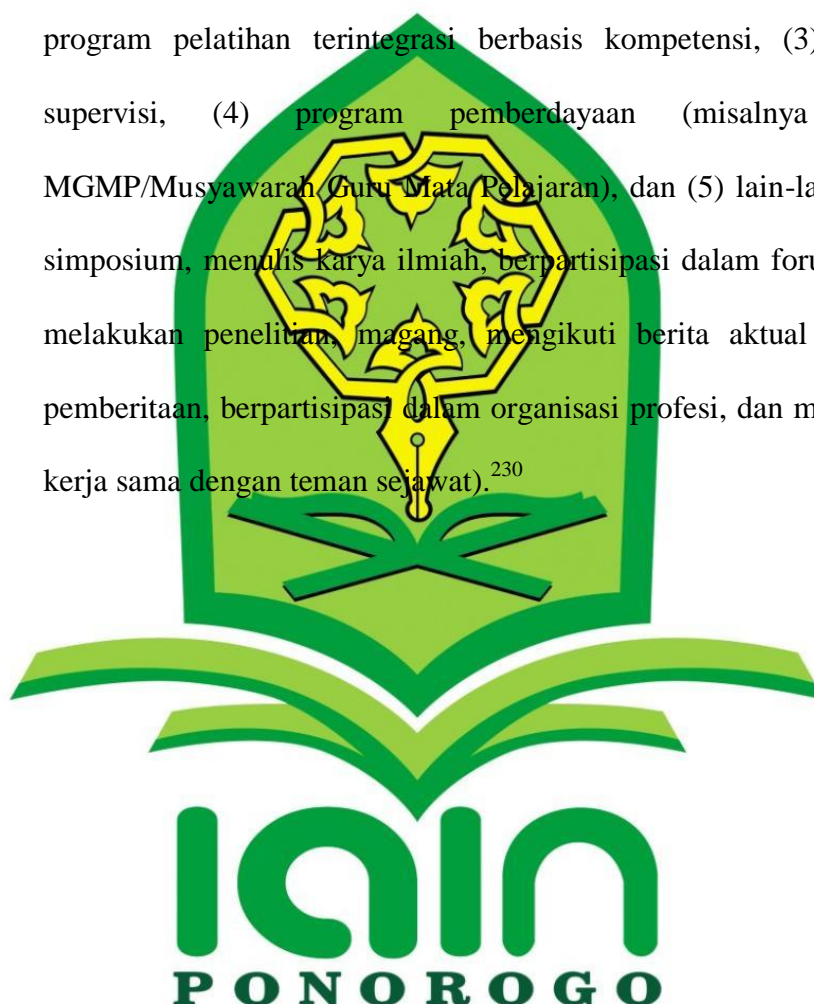 program pelatihan terintegrasi berbasis kompetensi, (3)
supervisi, (4) program pemberdayaan (misalnya
MGMP/Musyawarah Guru Mata Pelajaran), dan (5) lain-la
simposium, menulis karya ilmiah, berpartisipasi dalam foru
melakukan penelitian, magang, mengikuti berita aktual
pemberitaan, berpartisipasi dalam organisasi profesi, dan m
kerja sama dengan teman sejawat).230
iain
PONOROGO